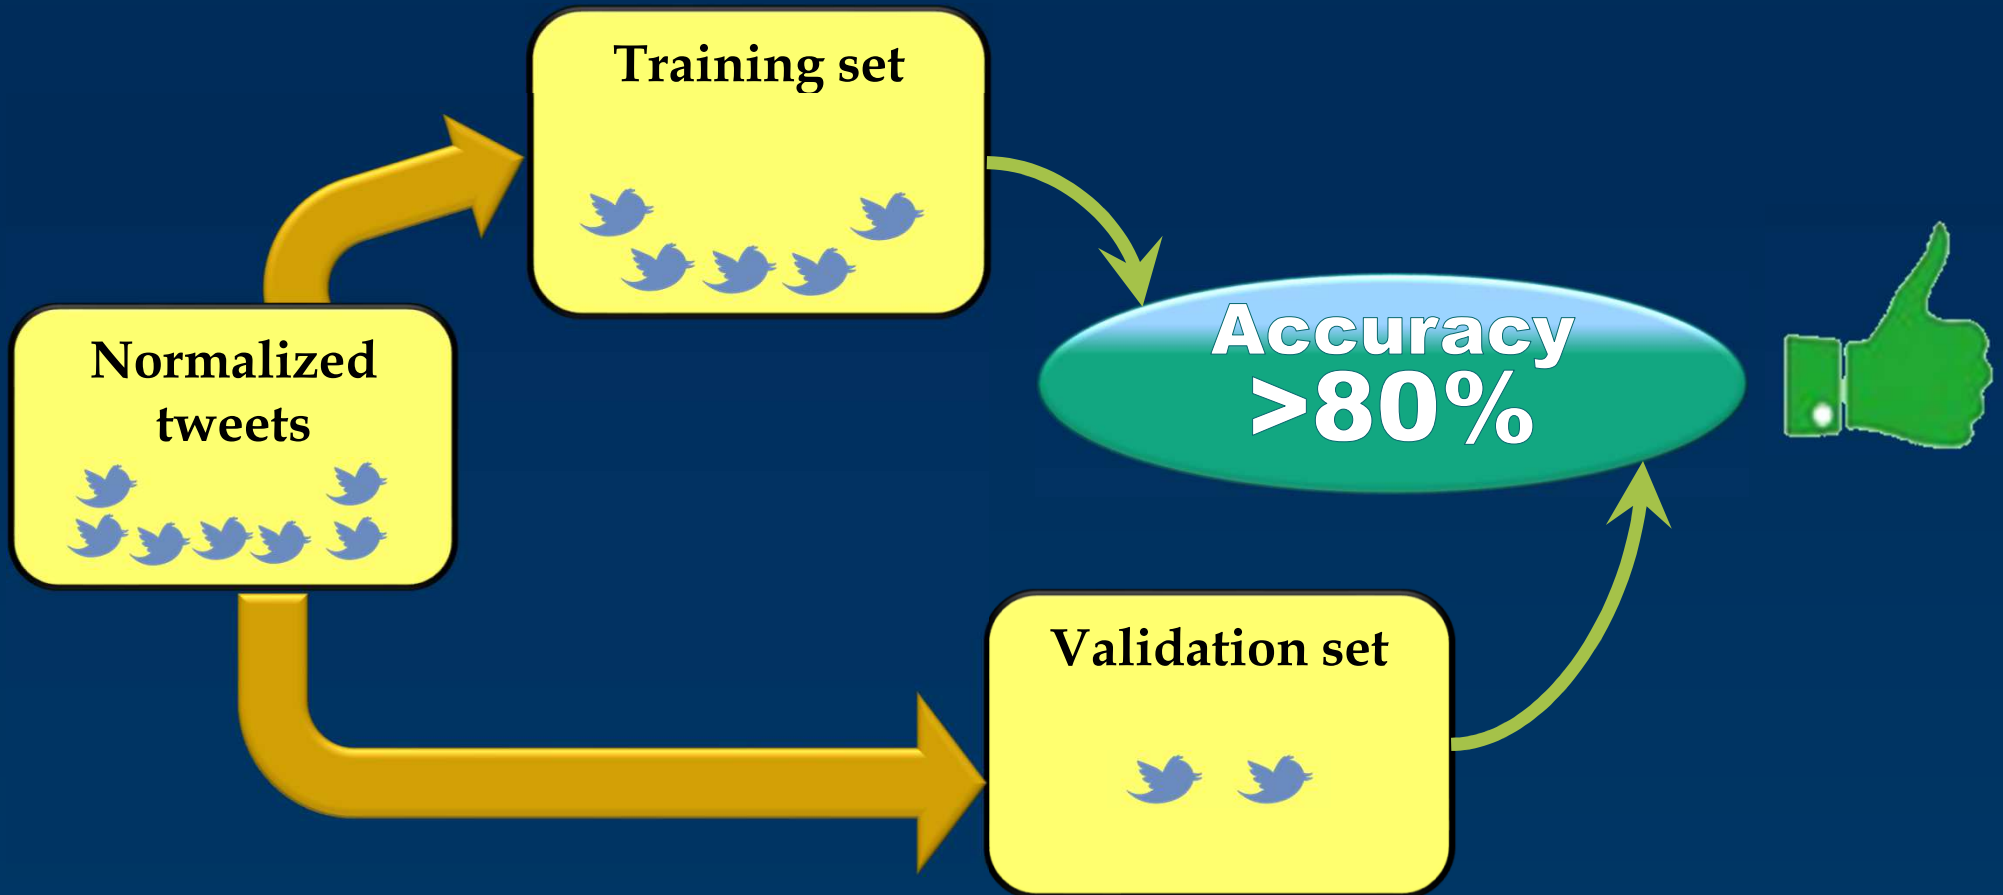 Training set
Normalized
tweets
Accuracy
>80%
Validation set